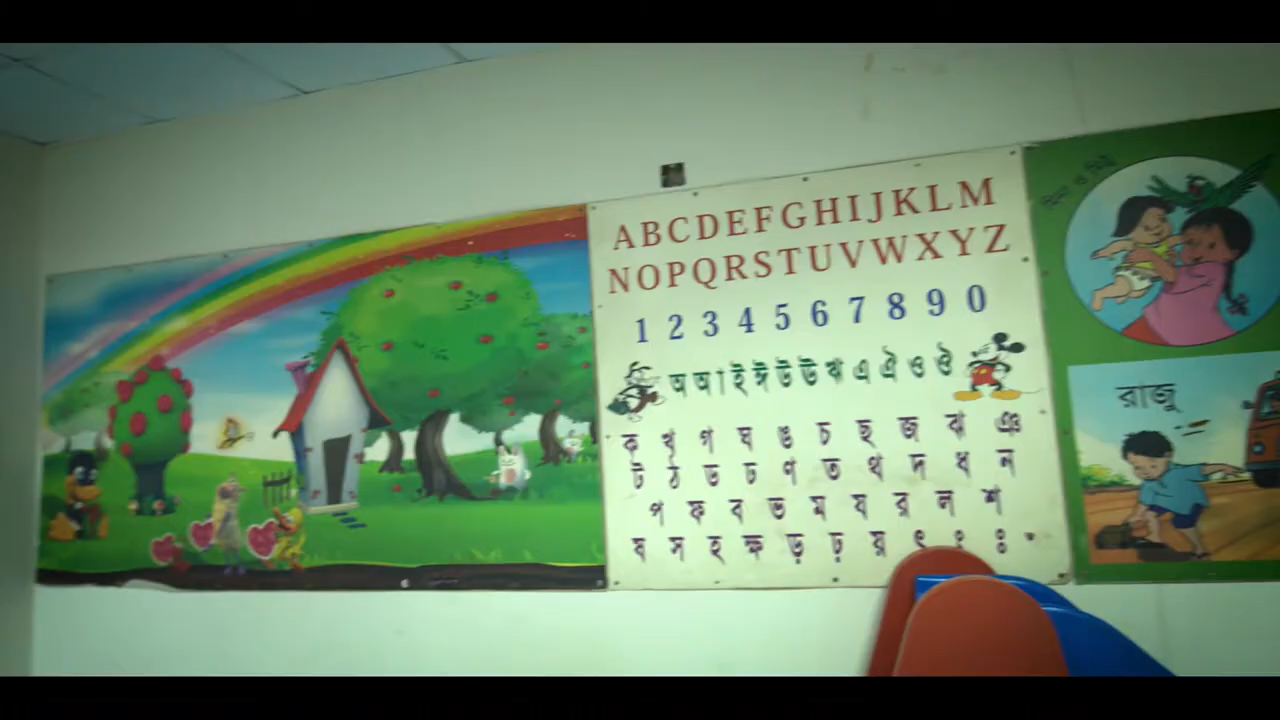 ABCDEFGHIJKLM
NOPQRSTUVWXYZ
1 2 3 4 5 6 7 8 9 0
অ আ ই ঈ উ ঊ ঋ এ ঐ ও ঔ
ক খ গ ঘ ঙ চ ছ জ ঝ ঞ
ট ঠ ড ঢ ণ ত থ দ ধ ন
প ফ ব ভ ম য র ল শ
ষ স হ ক্ষ ড় ঢ় য় ৎ ং ঃ
রাজু